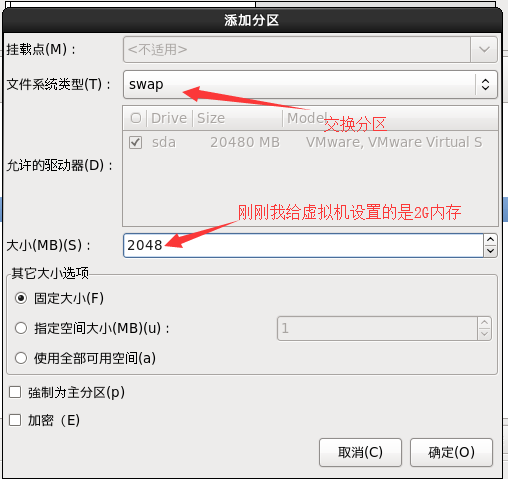 添加分区
挂载点(M)：
<不适用>
文件系统类型(T)：
swap
Drive Size Model
交换分区
sda 20480 MB VMware, VMware Virtual S
允许的驱动器(D)：
刚刚我给虚拟机设置的是2G内存
大小(MB)(S)：
2048
其它大小选项
固定大小(F)
指定空间大小(MB)(u)：
1
使用全部可用空间(a)
強制为主分区(p)
加密（E)
取消(C)
确定(O)